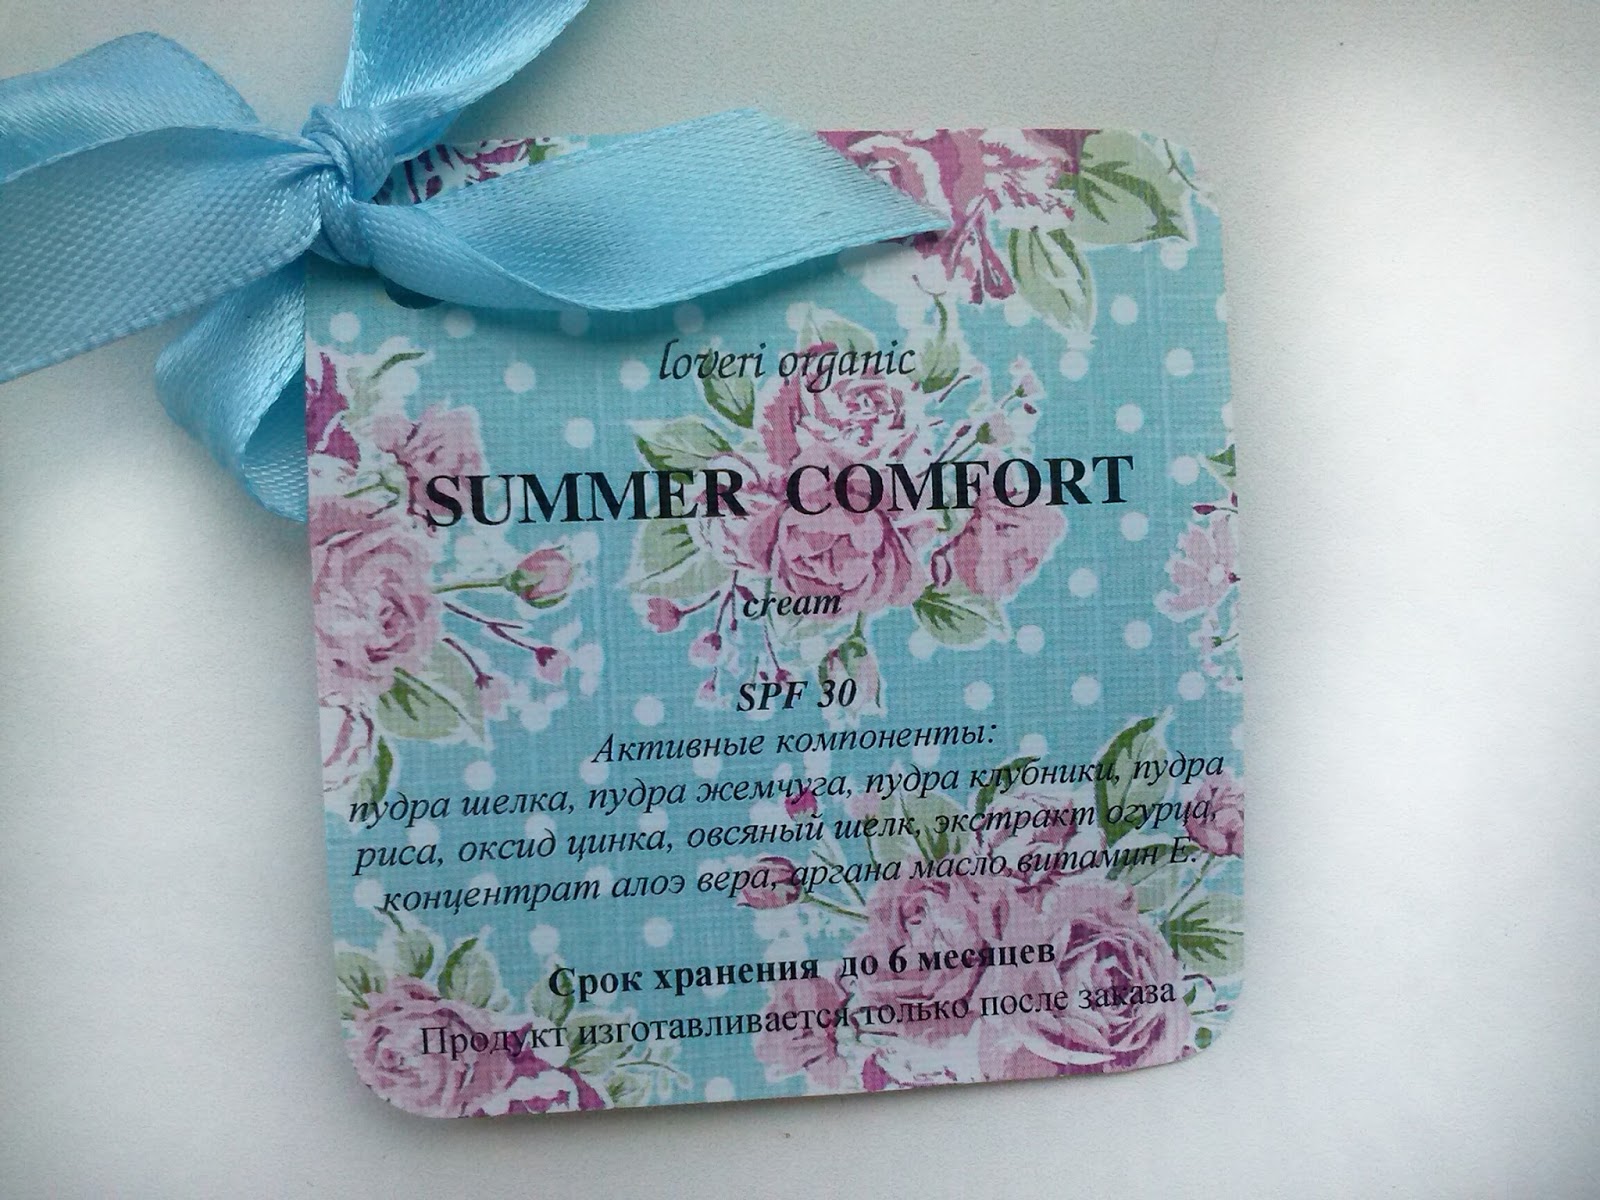 loveri organic
SUMMER COMFORT
cream
SPF 30
Активные компоненты:
пудра шелка, пудра жемчуга, пудра клубники, пудра
риса, оксид цинка, овсяный шелк, экстракт огурца,
концентрат алоэ вера, аргана масло,витамин Е.
Срок хранения до 6 месяцев
Продукт изготавливается только после заказа